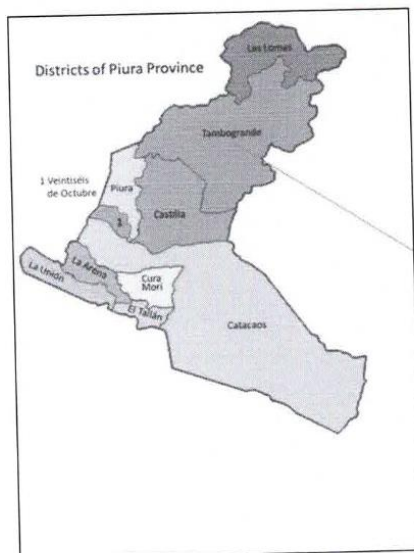 Districts of Piura Province
Las Lomas
Tambogrande
1 Veintiséis
de Octubre
Piura
Castilla
1
La Unión
La Arena
Cura
Mori
El Tallán
Catacaos